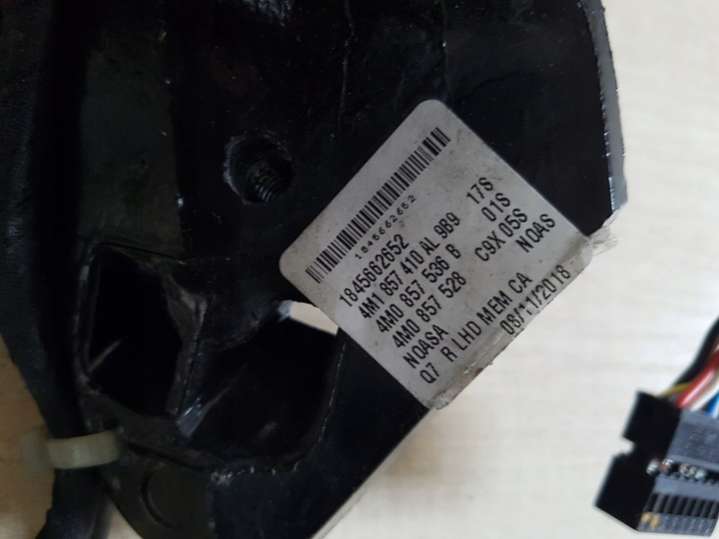 1845662652
1845662652
4M1 857 410 AL 9B9 17S
4M0 857 536 B 01S
4M0 857 528 C9X 05S
NOASA NOAS
Q7 R LHD MEM CA
08/11/2018